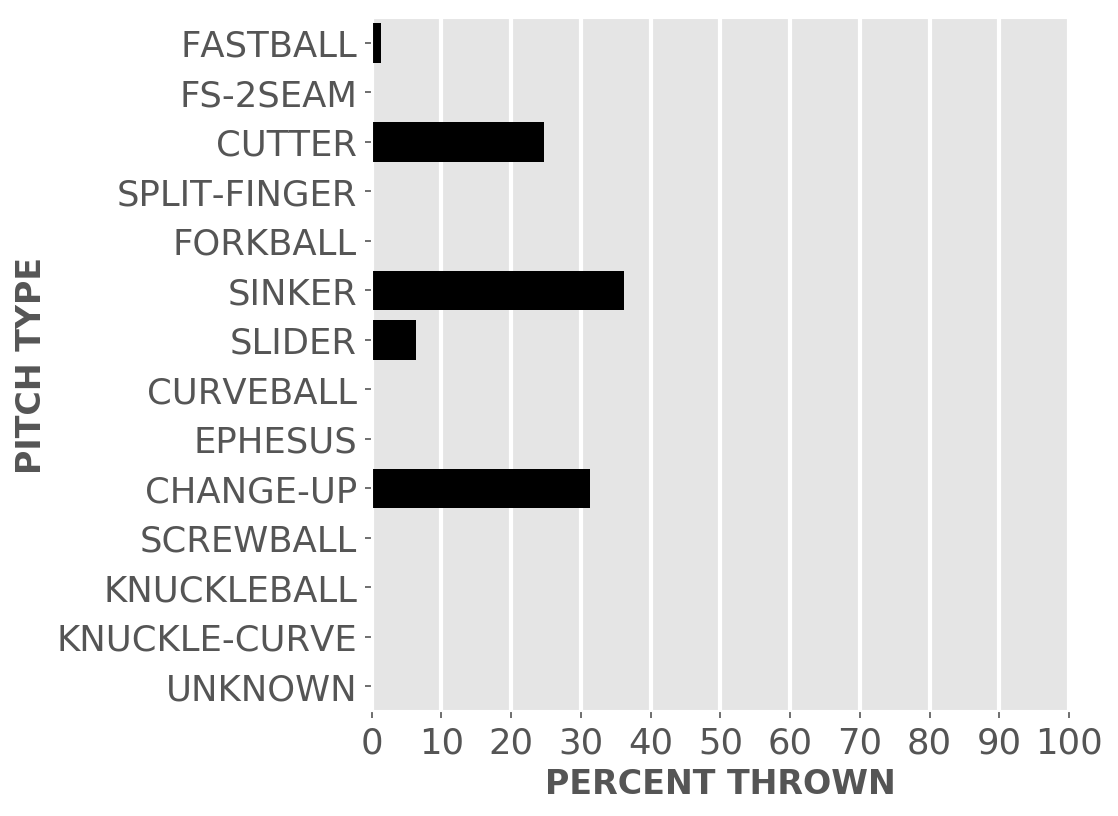 FASTBALL
FS-2SEAM
CUTTER
SPLIT-FINGER
FORKBALL
SINKER
SLIDER
CURVEBALL
EPHESUS
CHANGE-UP
SCREWBALL
KNUCKLEBALL
KNUCKLE-CURVE
UNKNOWN
PITCH TYPE
0 10 20 30 40 50 60 70 80 90 100
PERCENT THROWN